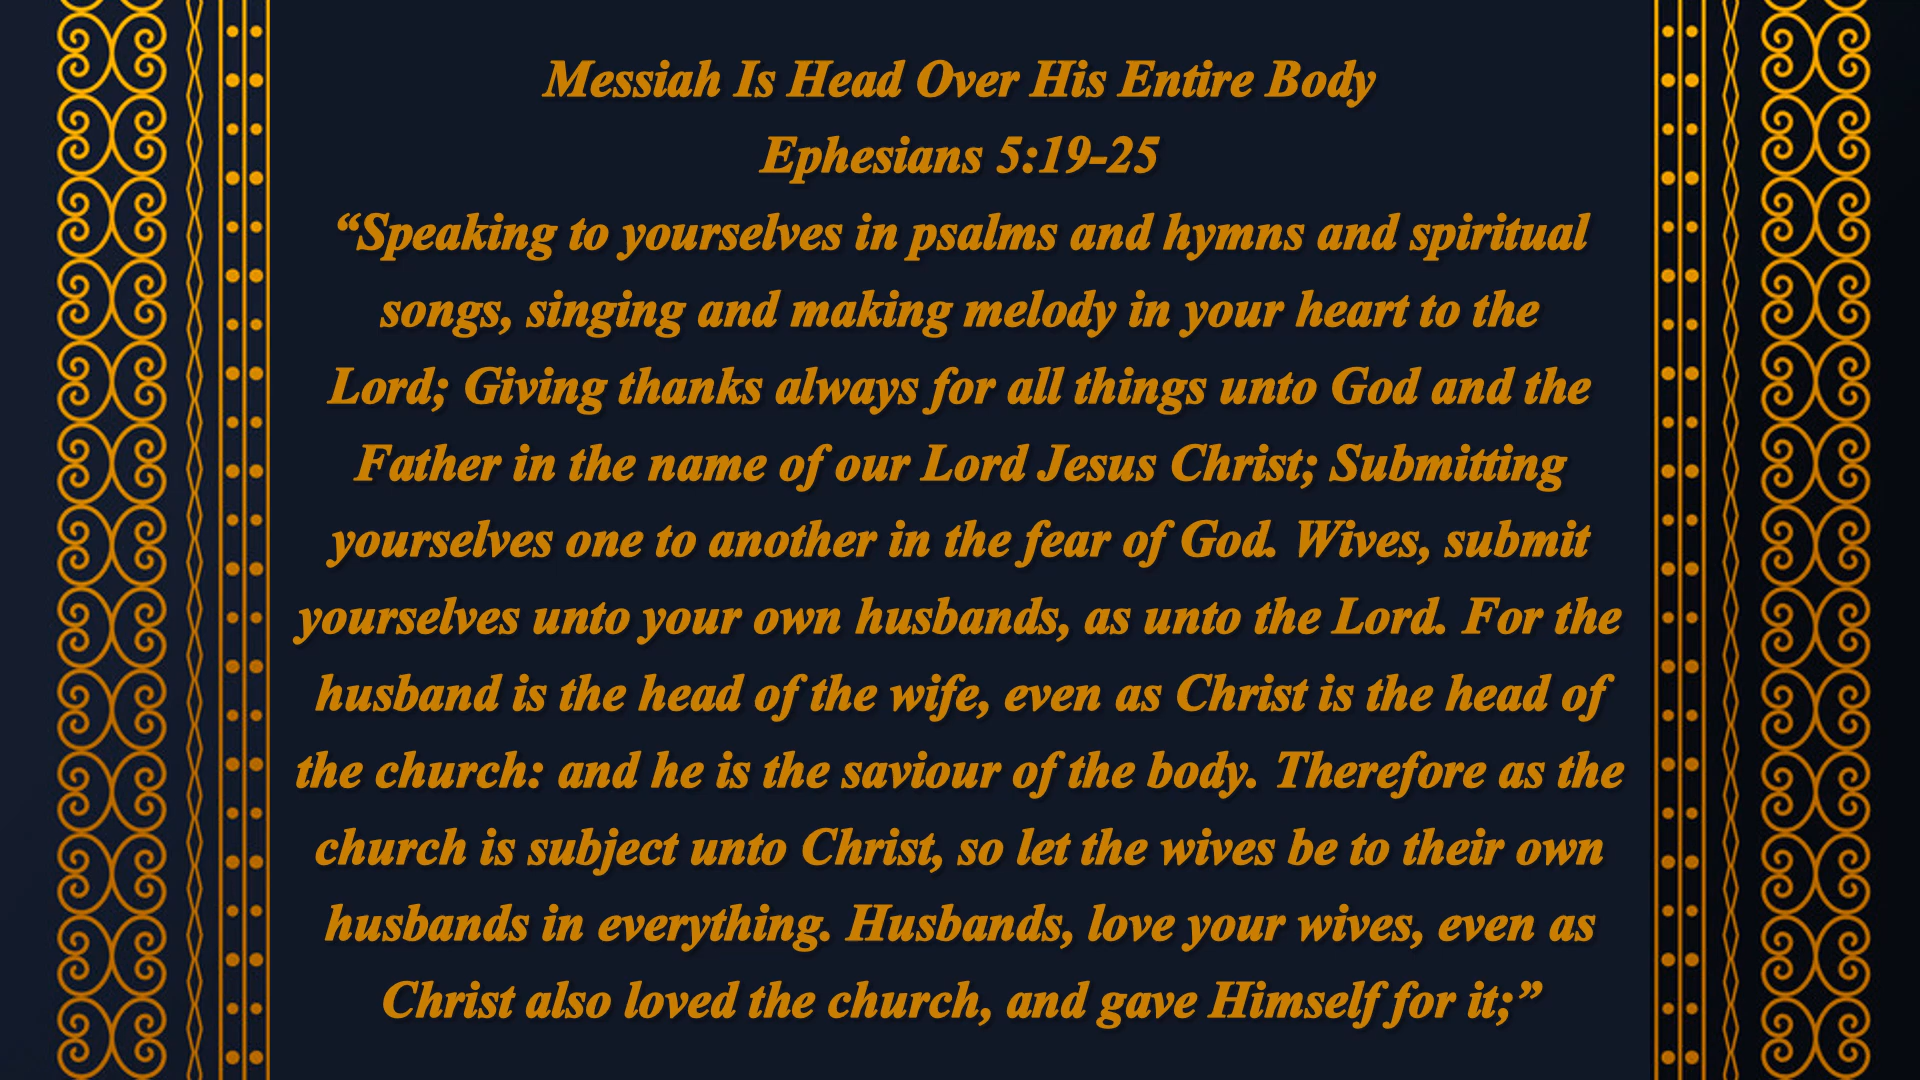 Messiah Is Head Over His Entire Body
Ephesians 5:19-25
“Speaking to yourselves in psalms and hymns and spiritual
songs, singing and making melody in your heart to the
Lord; Giving thanks always for all things unto God and the
Father in the name of our Lord Jesus Christ; Submitting
yourselves one to another in the fear of God. Wives, submit
yourselves unto your own husbands, as unto the Lord. For the
husband is the head of the wife, even as Christ is the head of
the church: and he is the saviour of the body. Therefore as the
church is subject unto Christ, so let the wives be to their own
husbands in everything. Husbands, love your wives, even as
Christ also loved the church, and gave Himself for it;”